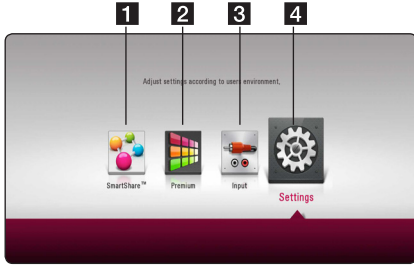 1 2 3 4
Adjust settings according to users environment,
SmartShare™ Premium Input
Settings